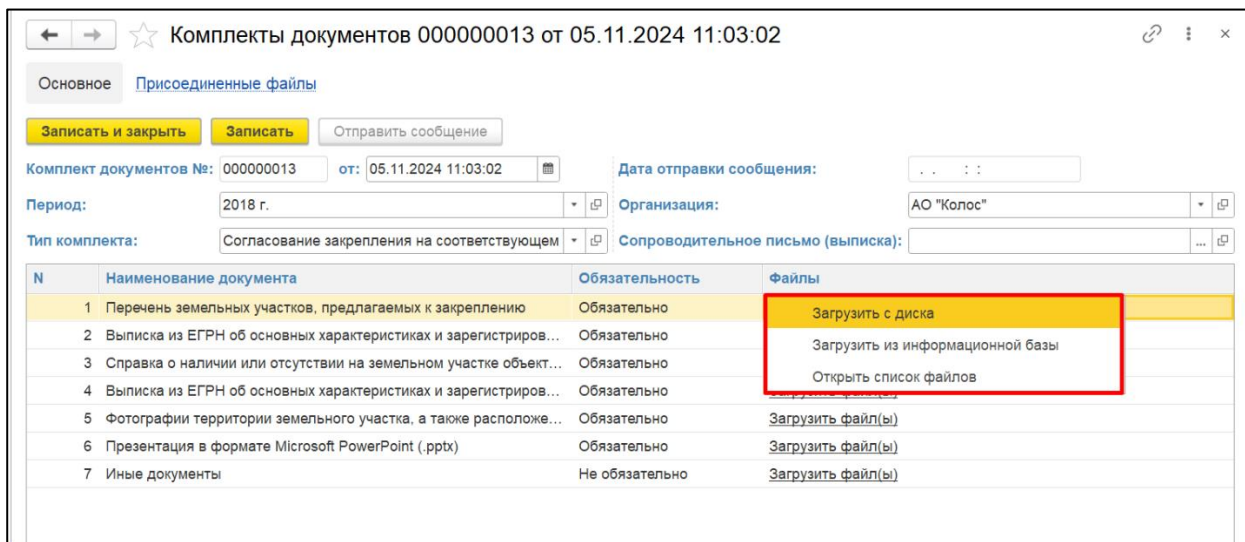 Комплекты документов 000000013 от 05.11.2024 11:03:02
Основное Присоединенные файлы
Записать и закрыть Записать Отправить сообщение
Комплект документов №: 000000013 от: 05.11.2024 11:03:02 Дата отправки сообщения: . . : :
Период: 2018 г. Организация: АО "Колос"
Тип комплекта: Согласование закрепления на соответствующем Сопроводительное письмо (выписка): ...
N Наименование документа Обязательность Файлы
1 Перечень земельных участков, предлагаемых к закреплению Обязательно Загрузить с диска
2 Выписка из ЕГРН об основных характеристиках и зарегистриров... Обязательно Загрузить из информационной базы
3 Справка о наличии или отсутствии на земельном участке объект... Обязательно Открыть список файлов
4 Выписка из ЕГРН об основных характеристиках и зарегистриров... Обязательно
5 Фотографии территории земельного участка, а также расположе... Обязательно Загрузить файл(ы)
6 Презентация в формате Microsoft PowerPoint (.pptx) Обязательно Загрузить файл(ы)
7 Иные документы Не обязательно Загрузить файл(ы)